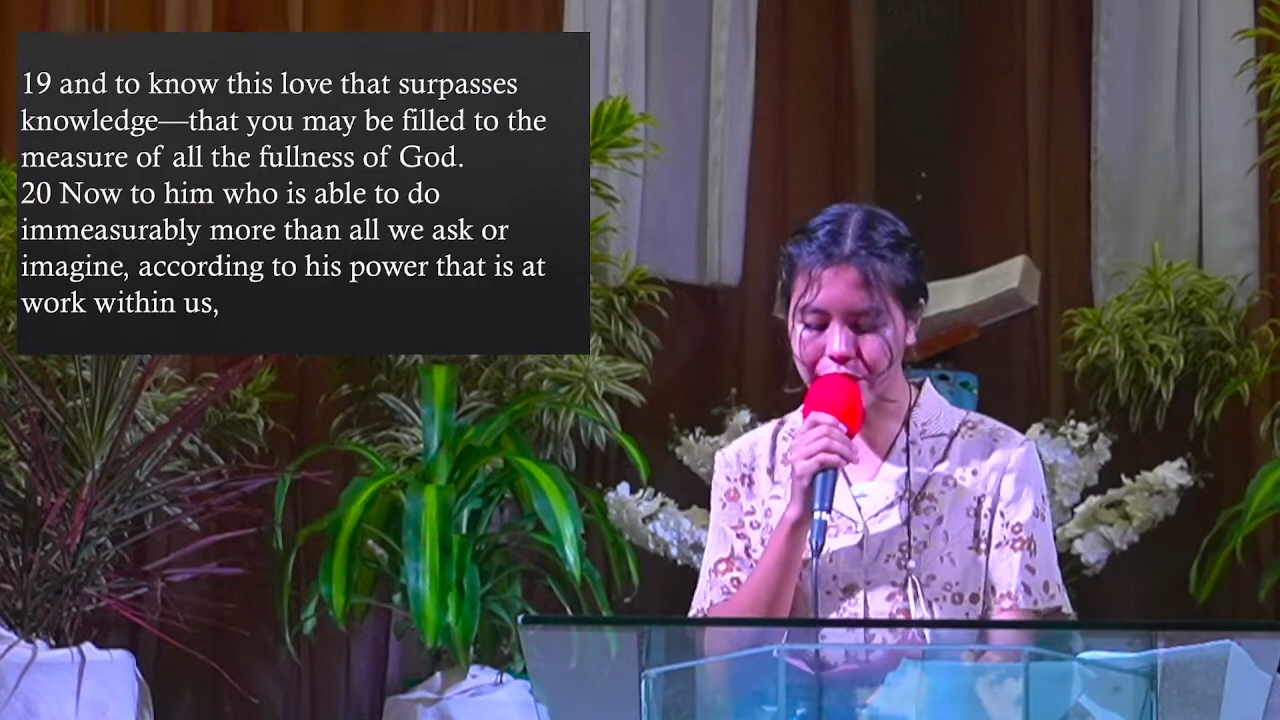 19 and to know this love that surpasses
knowledge—that you may be filled to the
measure of all the fullness of God.
20 Now to him who is able to do
immeasurably more than all we ask or
imagine, according to his power that is at
work within us,